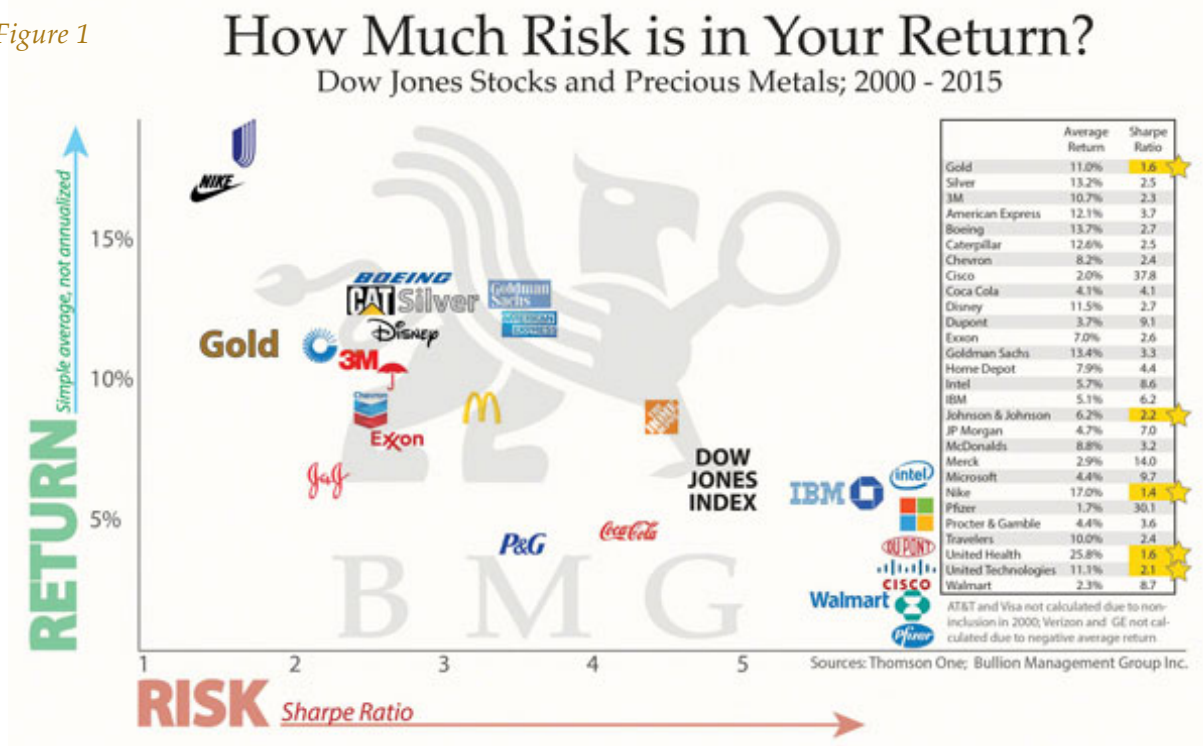 Figure 1
How Much Risk is in Your Return?
Dow Jones Stocks and Precious Metals; 2000 - 2015
RETURN
Simple average, not annualized
15%
10%
5%
NIKE
BOEING
CAT Silver
Goldman
Sachs
AMERICAN
EXPRESS
DISNEP
Gold
3M
Chevron
Exxon
J&J
DOW
JONES
INDEX
IBM
intel
P&G
Coca-Cola
DUPONT
CISCO
Walmart
Pfizer
BMG
1 2 3 4 5
RISK Sharpe Ratio
Average Sharpe
Return Ratio
Gold 11.0% 1.6
Silver 13.2% 2.5
3M 10.7% 2.3
American Express 12.1% 3.7
Boeing 13.7% 2.7
Caterpillar 12.6% 2.5
Chevron 8.2% 2.4
Cisco 2.0% 37.8
Coca Cola 4.1% 4.1
Disney 11.5% 2.7
Dupont 3.7% 9.1
Exxon 7.0% 2.6
Goldman Sachs 13.4% 3.3
Home Depot 7.9% 4.4
Intel 5.7% 8.6
IBM 5.1% 6.2
Johnson & Johnson 6.2% 2.2
JP Morgan 4.7% 7.0
McDonalds 8.8% 3.2
Merck 2.9% 14.0
Microsoft 4.4% 9.7
Nike 17.0% 1.4
Pfizer 1.7% 30.1
Procter & Gamble 4.4% 3.6
Travelers 10.0% 2.4
United Health 25.8% 1.6
United Technologies 11.1% 2.1
Walmart 2.3% 8.7
AT&T and Visa not calculated due to non-
inclusion in 2000; Verizon and GE not cal-
culated due to negative average return
Sources: Thomson One; Bullion Management Group Inc.
THE
HOME